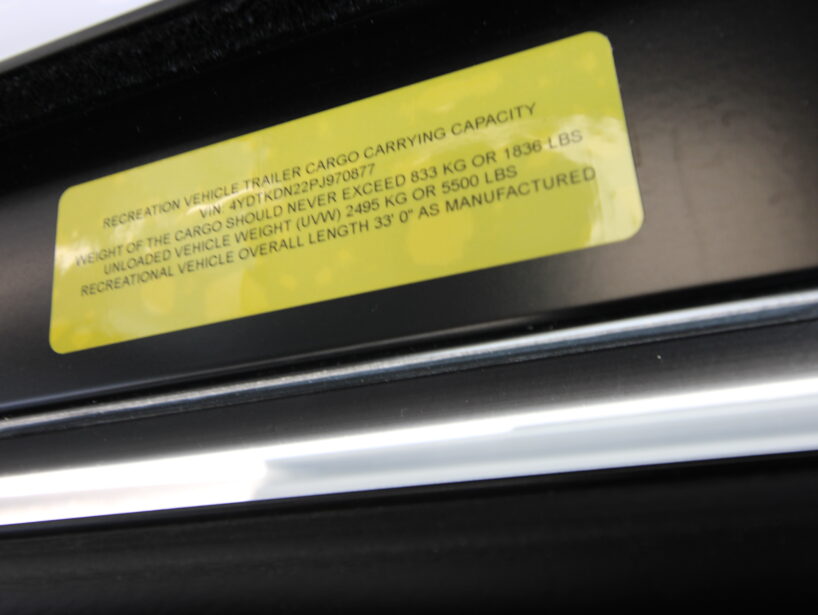 RECREATION VEHICLE TRAILER CARGO CARRYING CAPACITY
VIN 4YDTKDN22PJ970877
WEIGHT OF THE CARGO SHOULD NEVER EXCEED 833 KG OR 1836 LBS
UNLOADED VEHICLE WEIGHT (UVW) 2495 KG OR 5500 LBS
RECREATIONAL VEHICLE OVERALL LENGTH 33' 0" AS MANUFACTURED